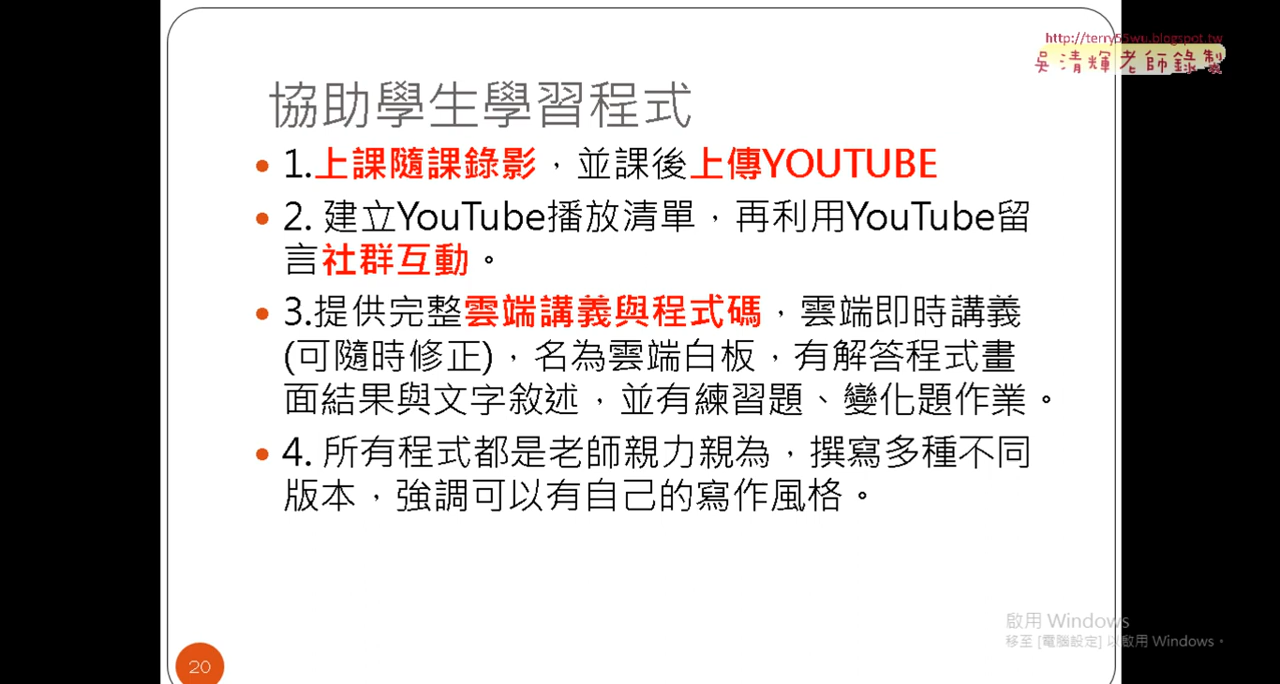 http://terry55wu.blogspot.tw
吳清輝老師錄製
協助學生學習程式
• 1.上課隨課錄影，並課後上傳YOUTUBE
• 2. 建立YouTube播放清單，再利用YouTube留
言社群互動。
• 3.提供完整雲端講義與程式碼，雲端即時講義
(可隨時修正)，名為雲端白板，有解答程式畫
面結果與文字敘述，並有練習題、變化題作業。
• 4. 所有程式都是老師親力親為，撰寫多種不同
版本，強調可以有自己的寫作風格。
啟用 Windows
移至 [電腦設定] 以啟用 Windows。
20